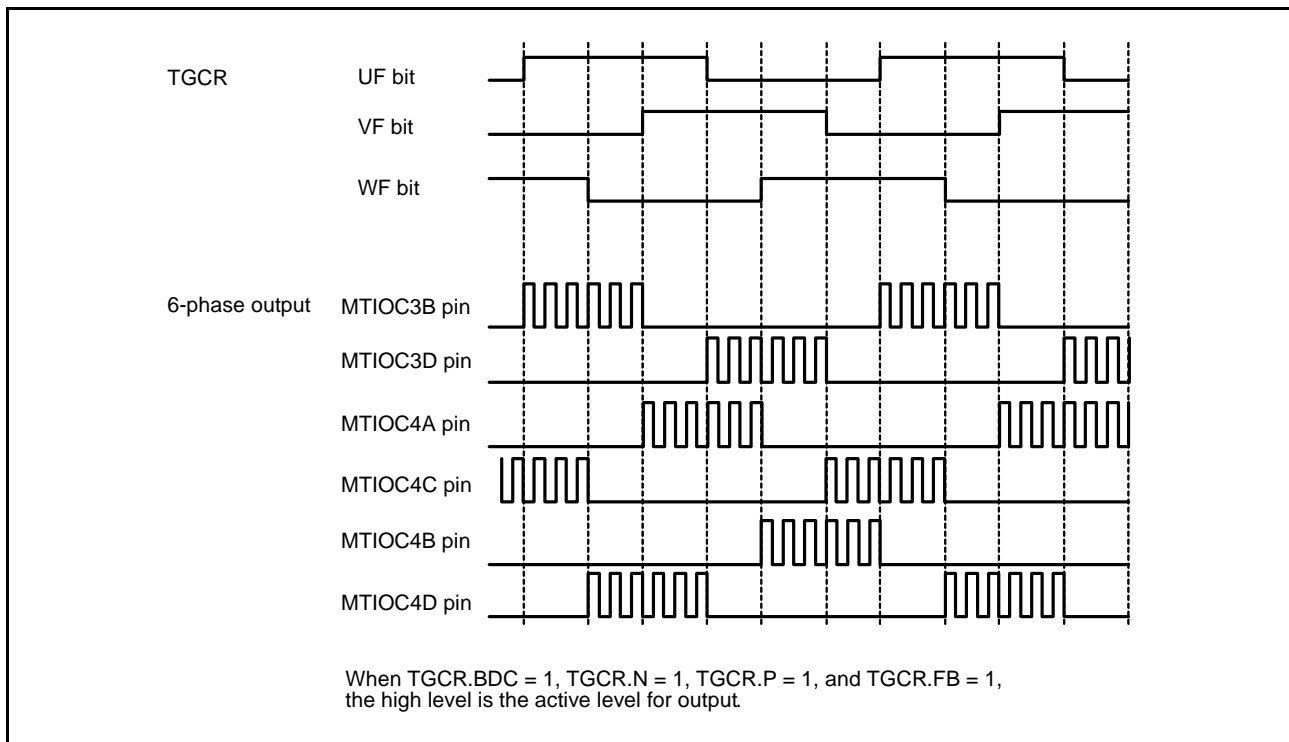 TGCR UF bit
VF bit
WF bit
6-phase output MTIOC3B pin
MTIOC3D pin
MTIOC4A pin
MTIOC4C pin
MTIOC4B pin
MTIOC4D pin
When TGCR.BDC = 1, TGCR.N = 1, TGCR.P = 1, and TGCR.FB = 1,
the high level is the active level for output.